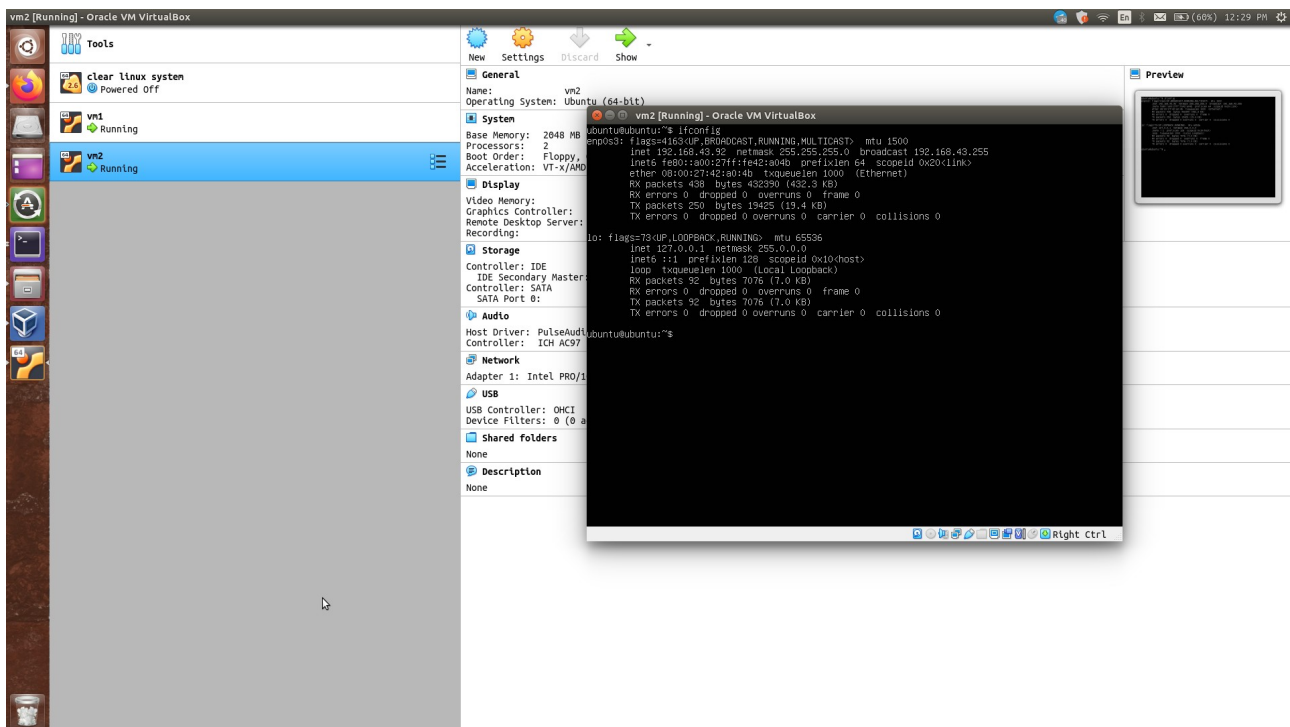 vm2 [Running] - Oracle VM VirtualBox
En (60%) 12:29 PM
Tools
clear linux system
Powered Off
vm1
Running
vm2
Running
New Settings Discard Show
General
Name: vm2
Operating System: Ubuntu (64-bit)
System
Base Memory: 2048 MB
Processors: 2
Boot Order: Floppy,
Acceleration: VT-x/AMD
Display
Video Memory:
Graphics Controller:
Remote Desktop Server:
Recording:
Storage
Controller: IDE
IDE Secondary Master:
Controller: SATA
SATA Port 0:
Audio
Host Driver: PulseAudi
Controller: ICH AC97
Network
Adapter 1: Intel PRO/1
USB
USB Controller: OHCI
Device Filters: 0 (0 a
Shared folders
None
Description
None
vm2 [Running] - Oracle VM VirtualBox
ubuntu@ubuntu:~$ ifconfig
enp0s3: flags=4163<UP,BROADCAST,RUNNING,MULTICAST> mtu 1500
inet 192.168.43.92 netmask 255.255.255.0 broadcast 192.168.43.255
inet6 fe80::a00:27ff:fe42:a04b prefixlen 64 scopeid 0x20<link>
ether 08:00:27:42:a0:4b txqueuelen 1000 (Ethernet)
RX packets 438 bytes 432390 (432.3 KB)
RX errors 0 dropped 0 overruns 0 frame 0
TX packets 250 bytes 19425 (19.4 KB)
TX errors 0 dropped 0 overruns 0 carrier 0 collisions 0
lo: flags=73<UP,LOOPBACK,RUNNING> mtu 65536
inet 127.0.0.1 netmask 255.0.0.0
inet6 ::1 prefixlen 128 scopeid 0x10<host>
loop txqueuelen 1000 (Local Loopback)
RX packets 92 bytes 7076 (7.0 KB)
RX errors 0 dropped 0 overruns 0 frame 0
TX packets 92 bytes 7076 (7.0 KB)
TX errors 0 dropped 0 overruns 0 carrier 0 collisions 0
ubuntu@ubuntu:~$
Right Ctrl
Preview